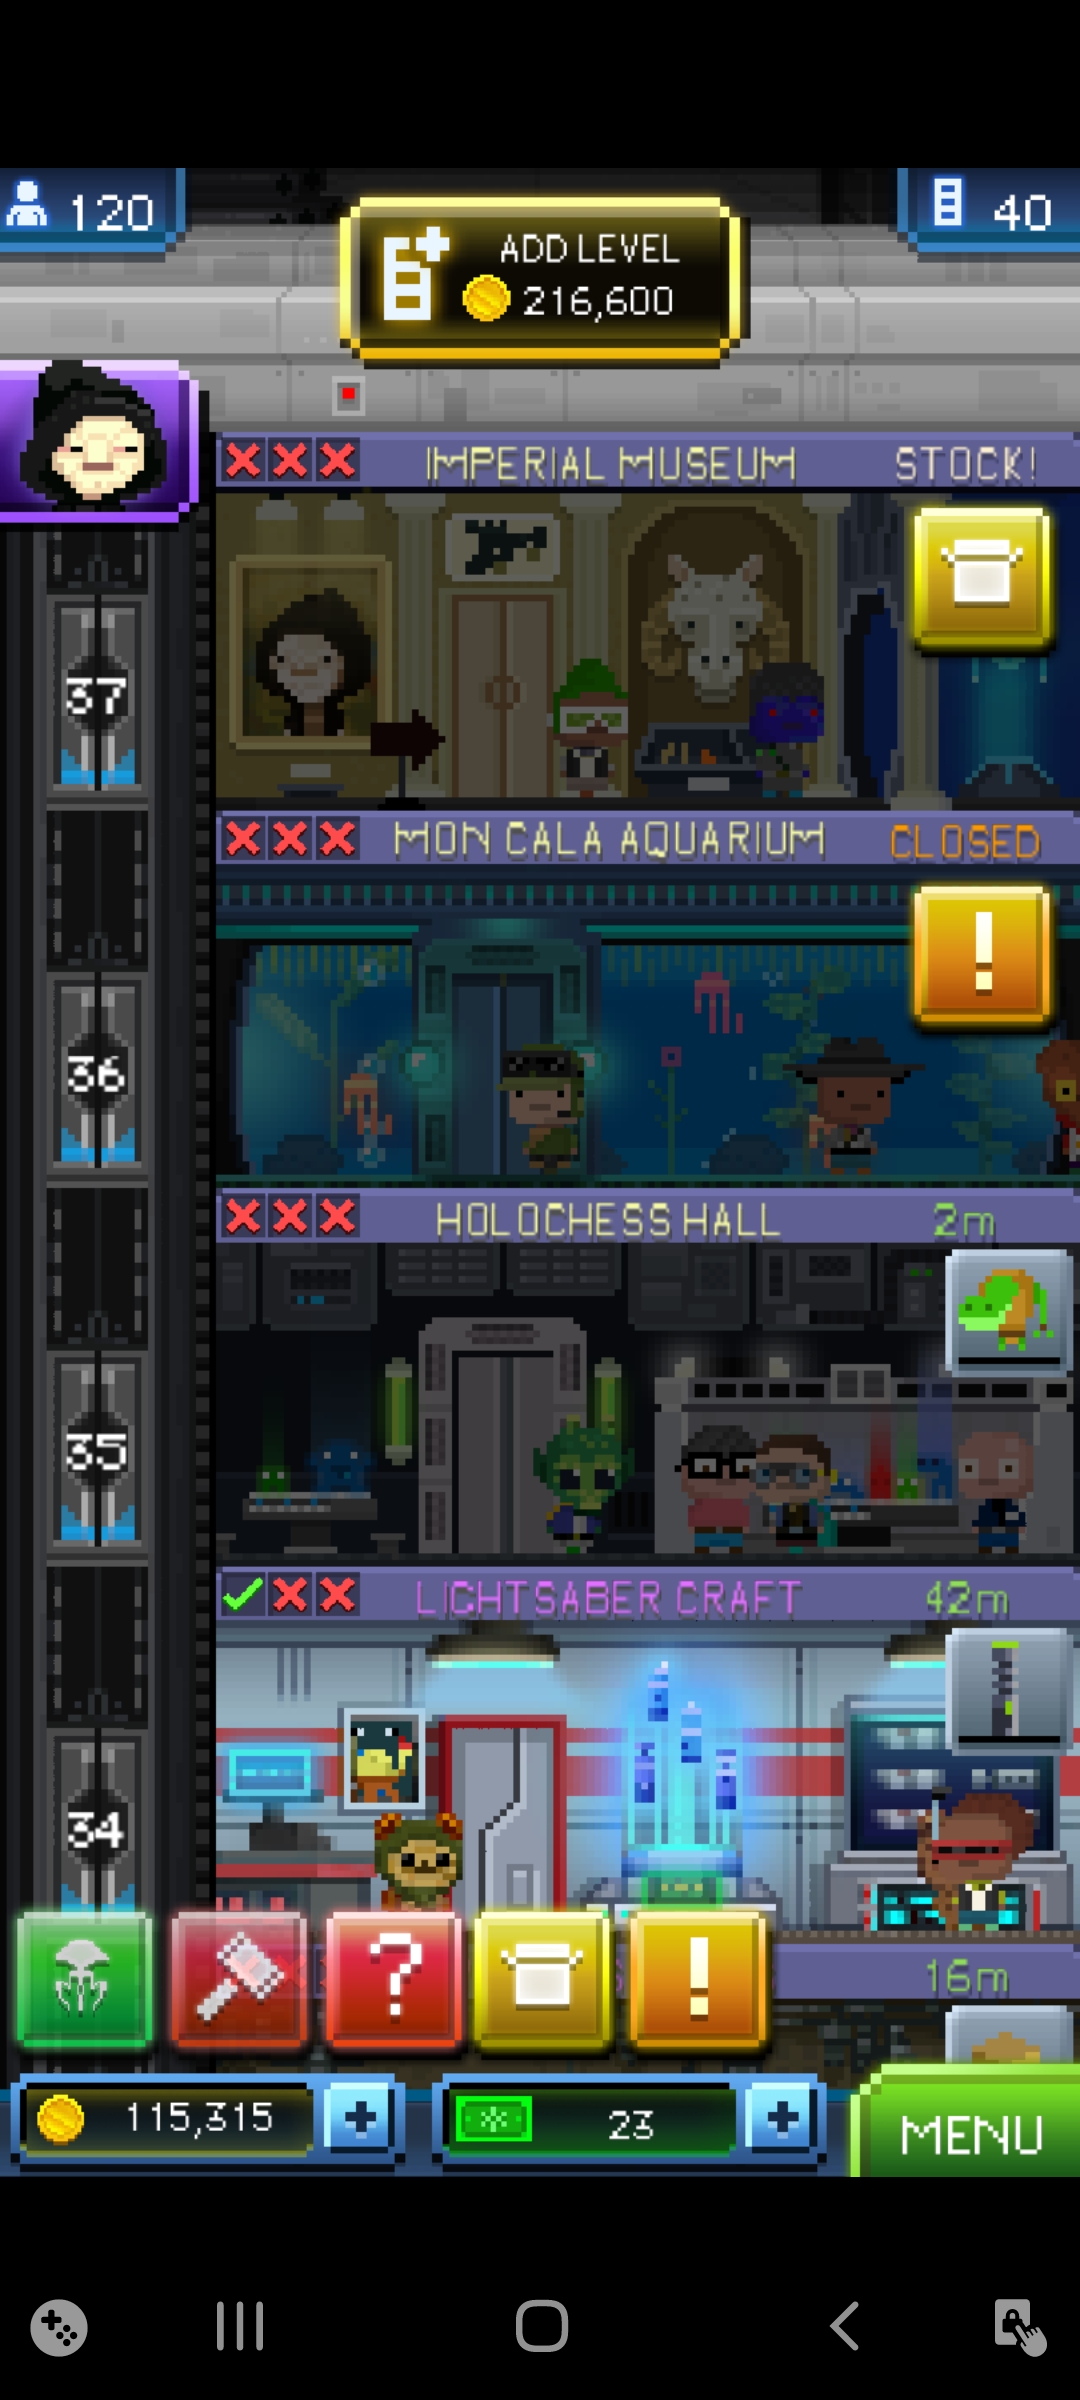 120
ADD LEVEL
216,600
40
IMPERIAL MUSEUM STOCK!
37
MON CALA AQUARIUM CLOSED
!
36
HOLOCHESS HALL 2m
35
LIGHTSABER CRAFT 42m
34
? !
16m
115,315 + 23 + MENU